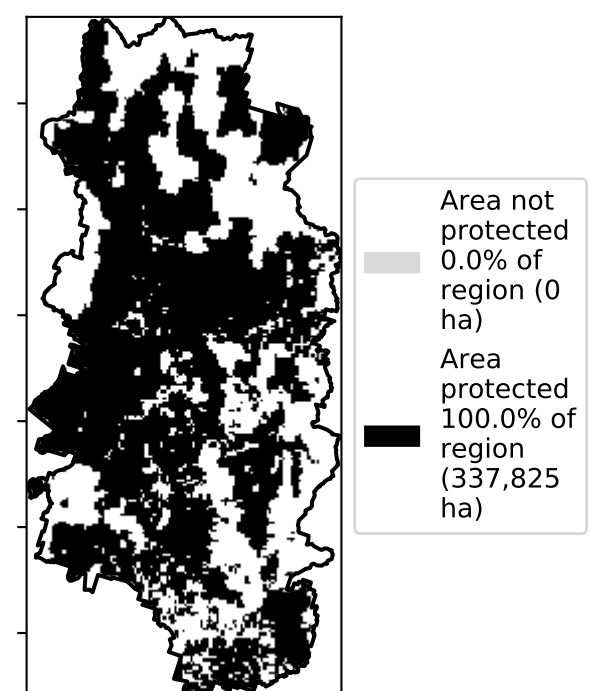 Area not
protected
0.0% of
region (0
ha)
Area
protected
100.0% of
region
(337,825
ha)